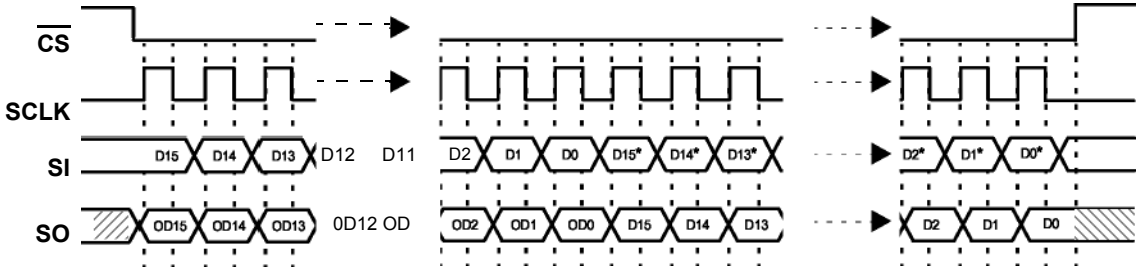 CS
SCLK
SI D15 D14 D13 D12 D11 D2 D1 D0 D15* D14* D13* D2* D1* D0*
SO OD15 OD14 OD13 0D12 OD OD2 OD1 OD0 D15 D14 D13 D2 D1 D0